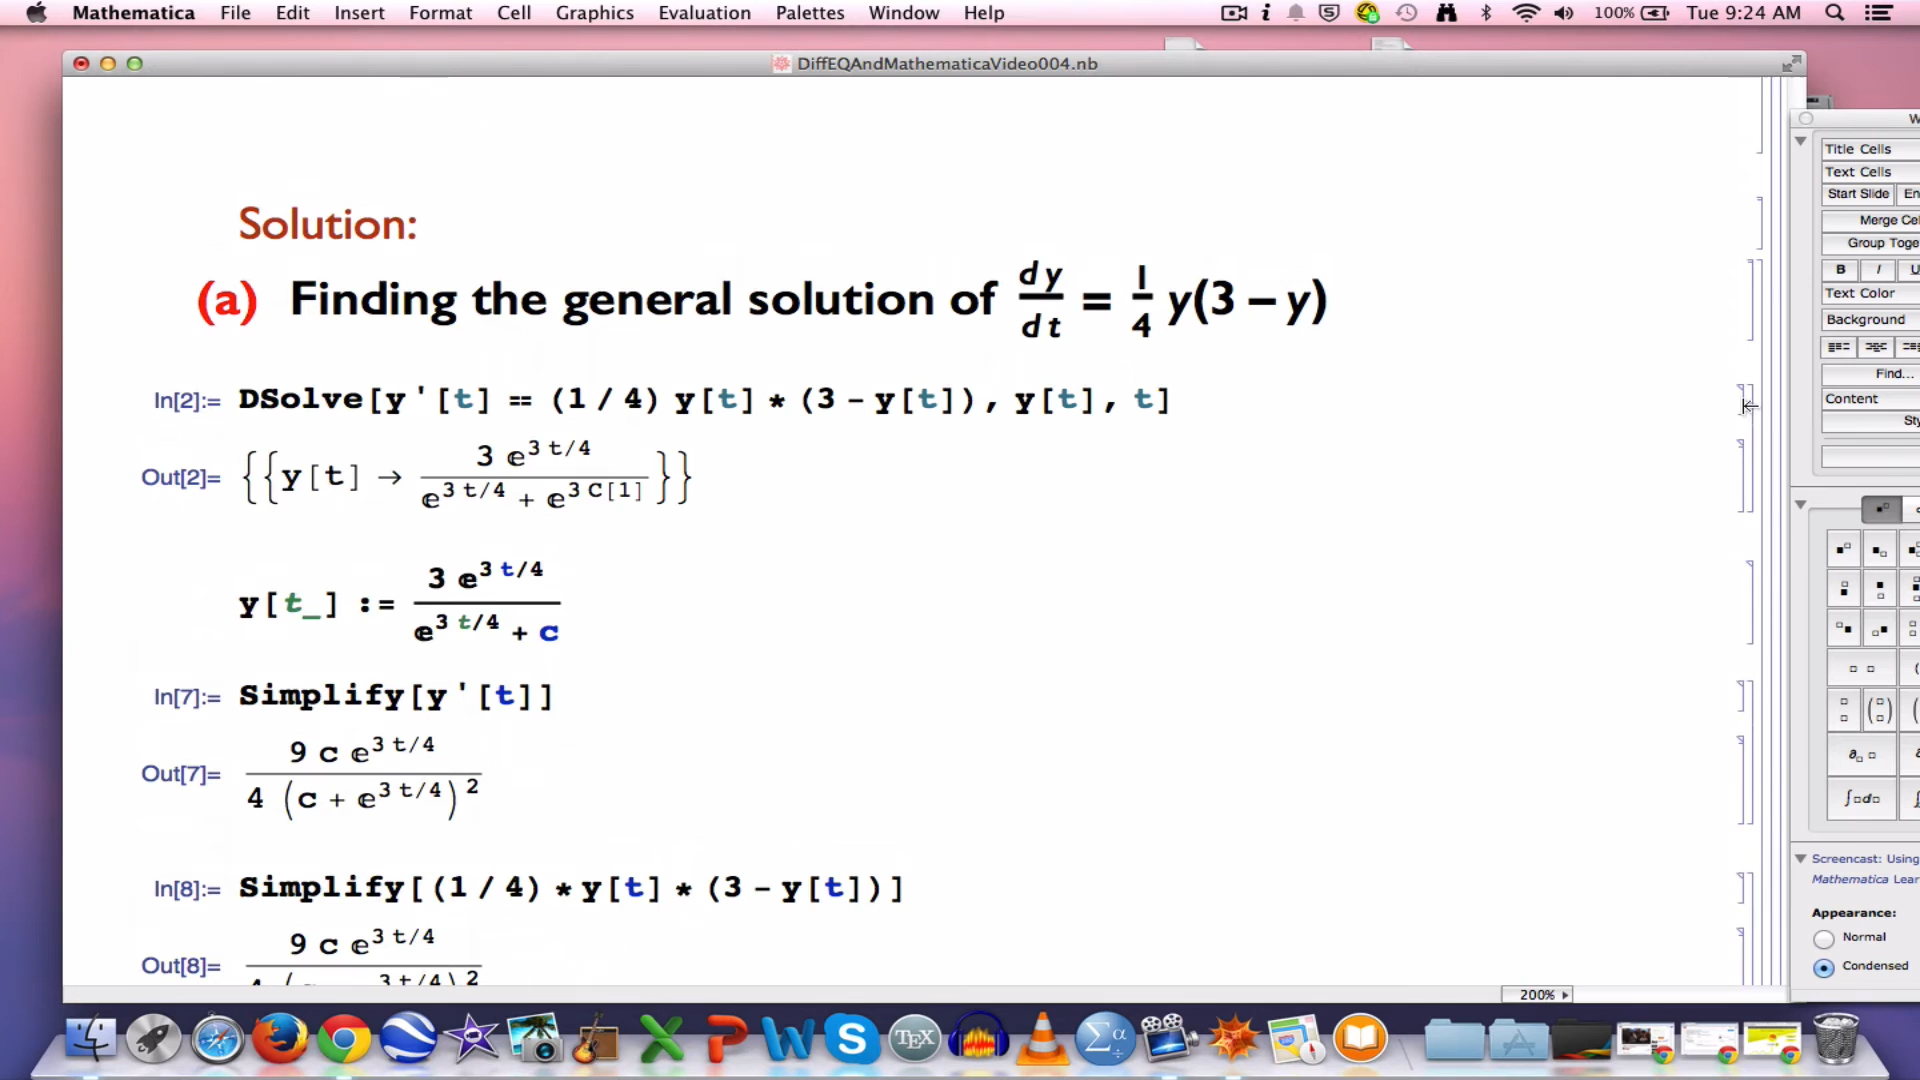 Mathematica File Edit Insert Format Cell Graphics Evaluation Palettes Window Help 100% Tue 9:24 AM
DiffEQAndMathematicaVideo004.nb
Solution:
(a) Finding the general solution of dy/dt = 1/4 y(3 – y)
In[2]:= DSolve[y'[t] == (1 / 4) y[t] * (3 – y[t]), y[t], t]
Out[2]= {{y[t] → 3 e^(3 t/4) / (e^(3 t/4) + e^(3 C[1]))}}
y[t_] := 3 e^(3 t/4) / (e^(3 t/4) + c)
In[7]:= Simplify[y'[t]]
Out[7]= 9 c e^(3 t/4) / (4 (c + e^(3 t/4))^2)
In[8]:= Simplify[(1 / 4) * y[t] * (3 – y[t])]
Out[8]= 9 c e^(3 t/4)
200%
Title Cells
Text Cells
Start Slide
Merge Cel
Group Toge
B I U
Text Color
Background
Find...
Content
Screencast: Using
Mathematica Lear
Appearance:
Normal
Condensed
TEX